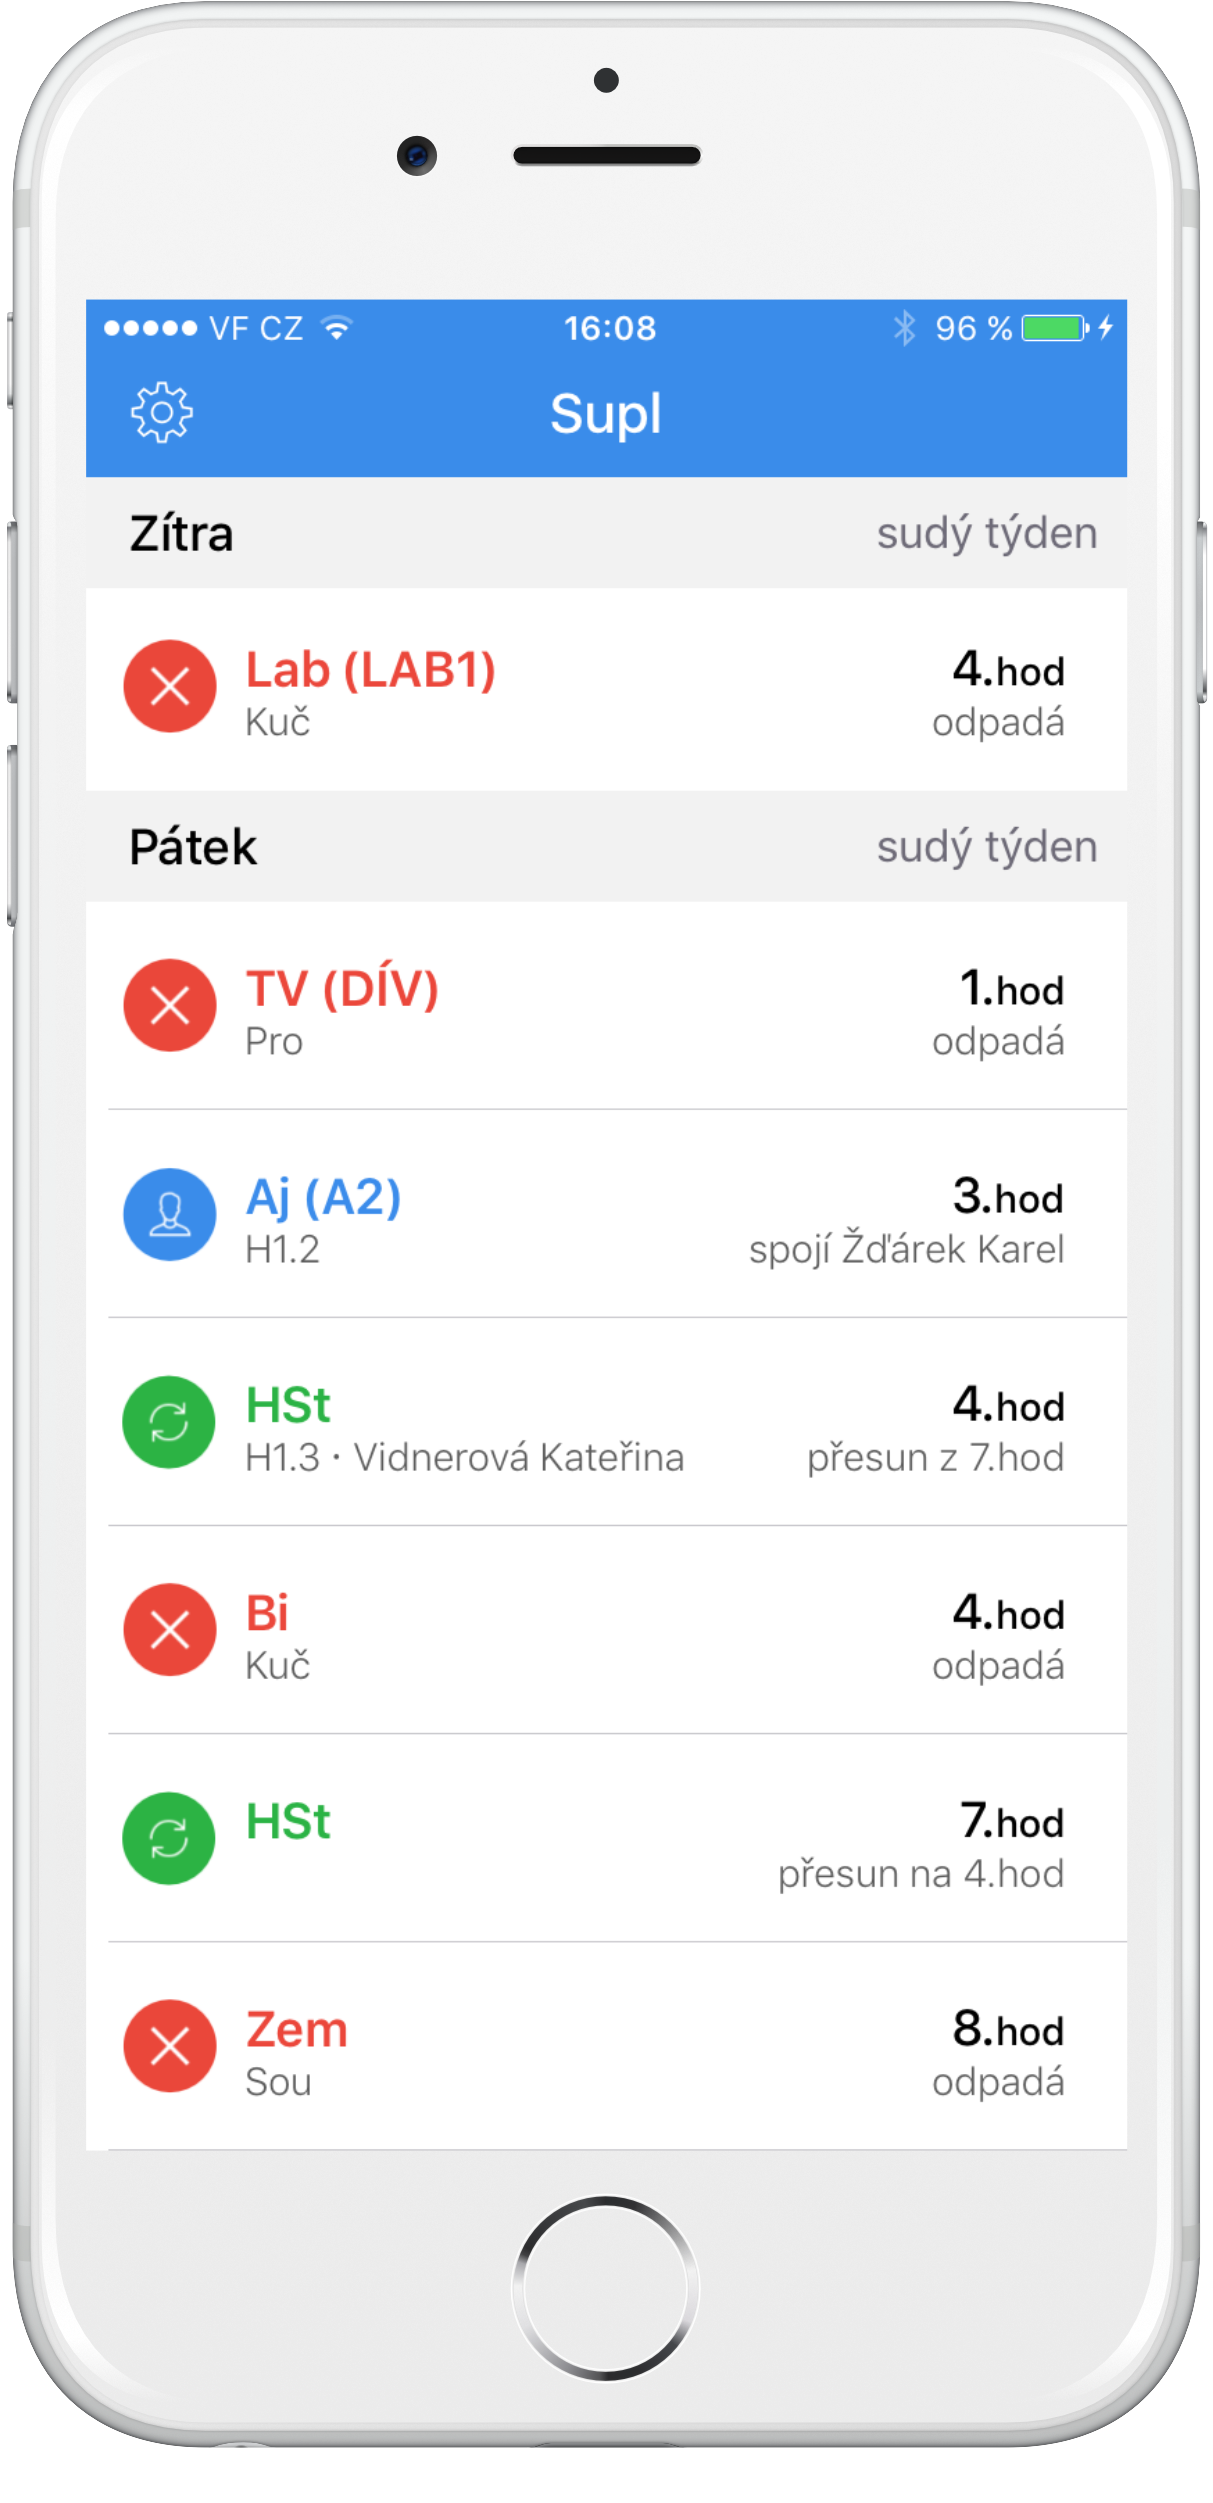 VF CZ 16:08 96 %
Supl
Zítra sudý týden
Lab (LAB1) 4.hod
Kuč odpadá
Pátek sudý týden
TV (DÍV) 1.hod
Pro odpadá
Aj (A2) 3.hod
H1.2 spojí Žďárek Karel
HSt 4.hod
H1.3 · Vidnerová Kateřina přesun z 7.hod
Bi 4.hod
Kuč odpadá
HSt 7.hod
přesun na 4.hod
Zem 8.hod
Sou odpadá